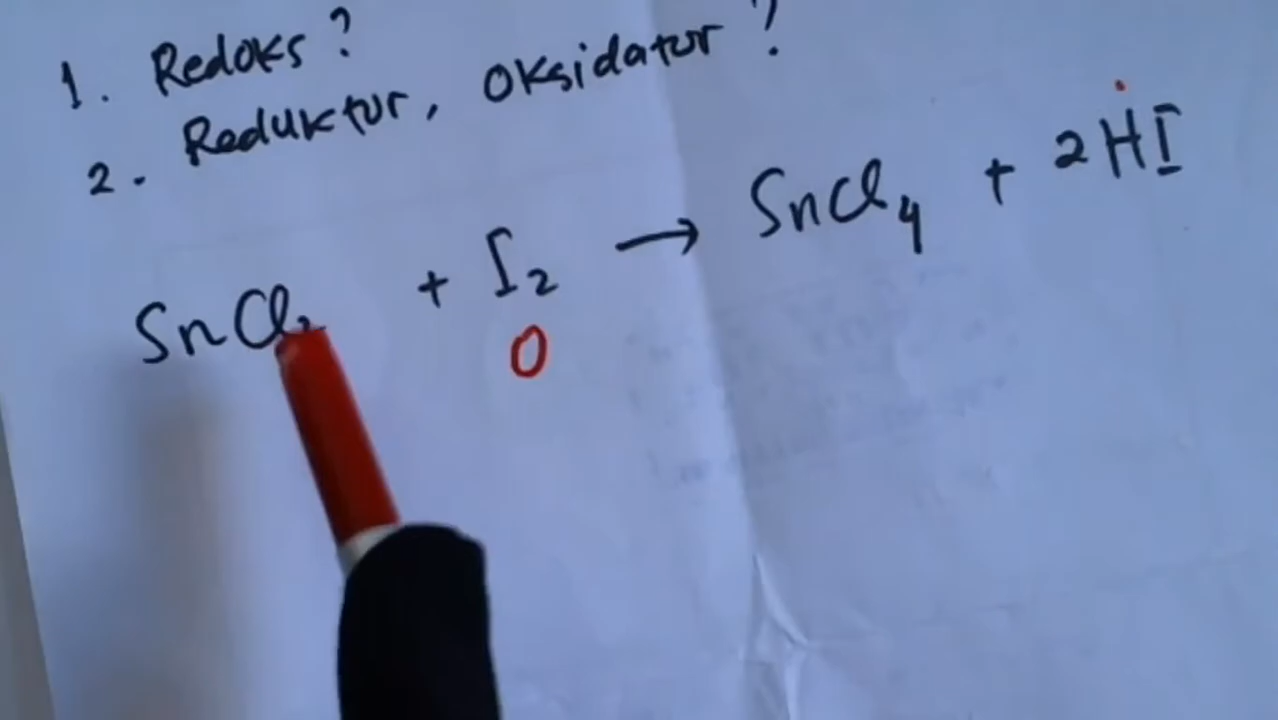 1. Redoks?
2. Reduktor, Oksidator?
SnCl₂ + I₂ → SnCl₄ + 2HI
0